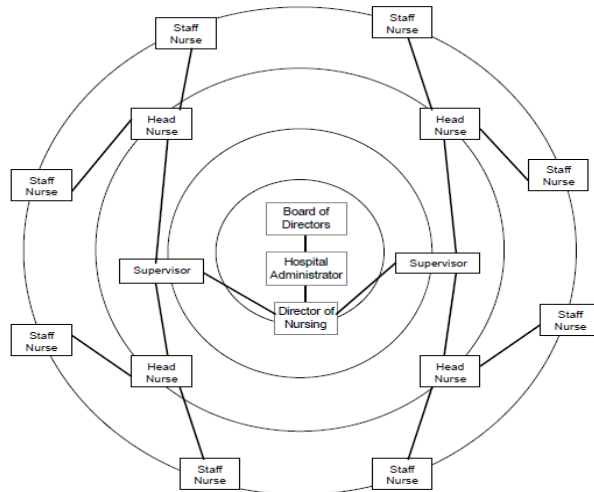 Staff
Nurse
Staff
Nurse
Head
Nurse
Head
Nurse
Staff
Nurse
Staff
Nurse
Board of
Directors
Hospital
Administrator
Supervisor
Supervisor
Director of
Nursing
Staff
Nurse
Staff
Nurse
Head
Nurse
Head
Nurse
Staff
Nurse
Staff
Nurse